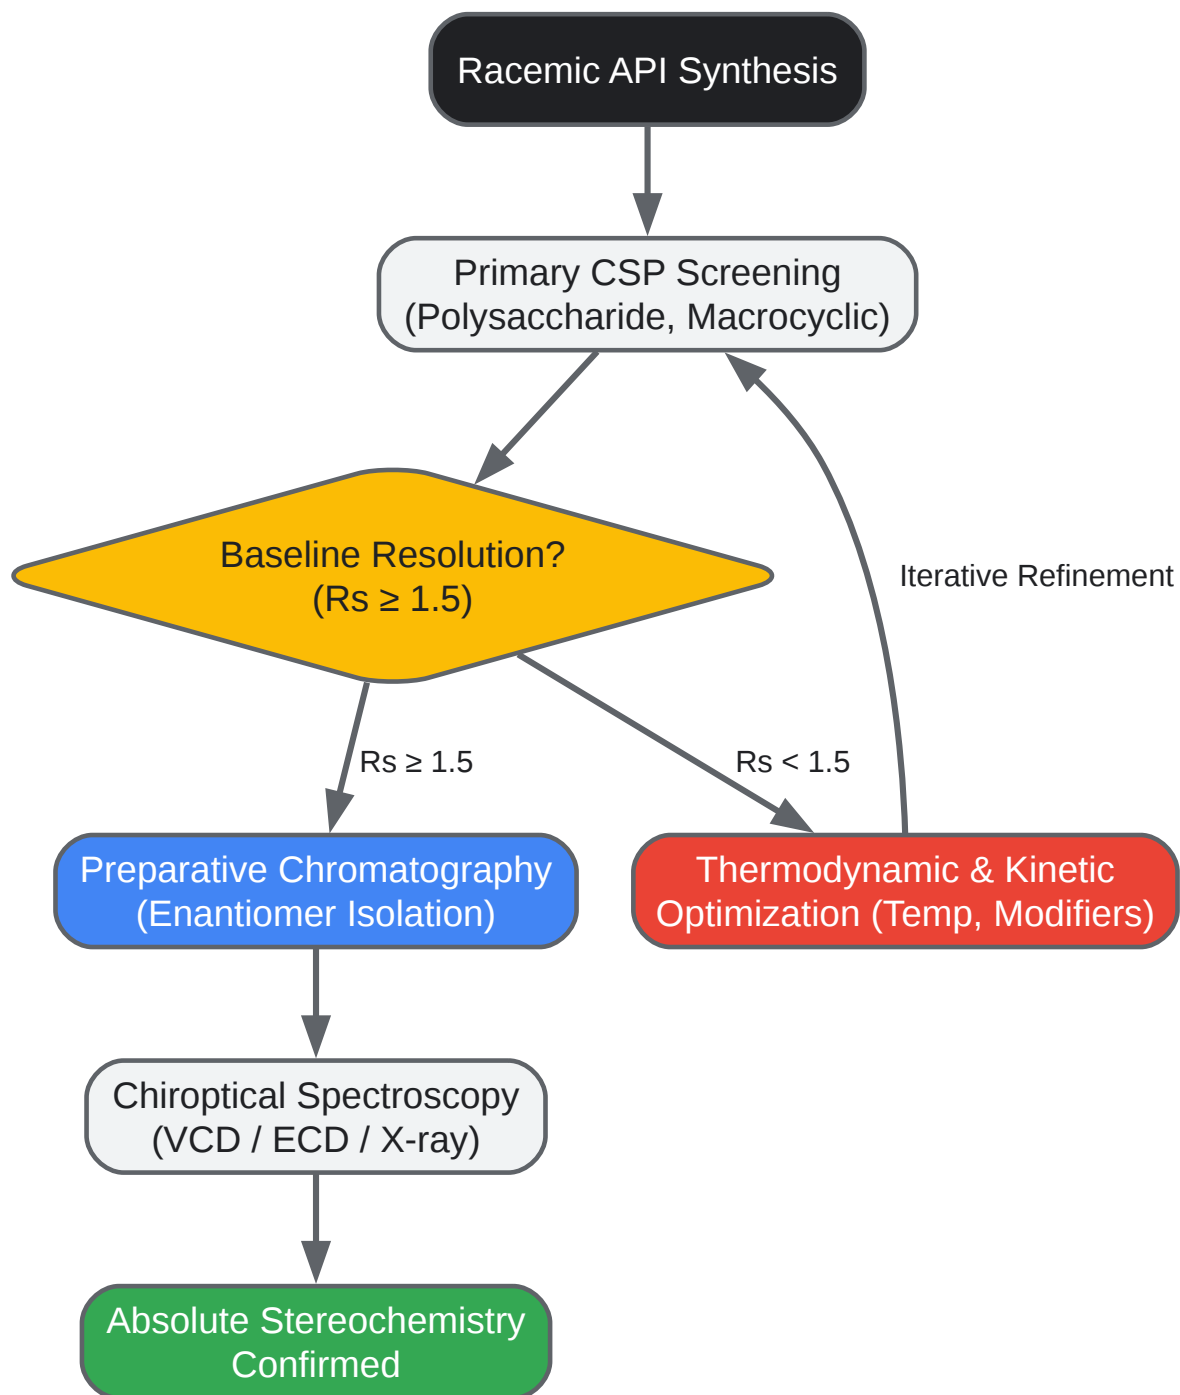 Racemic API Synthesis
Primary CSP Screening
(Polysaccharide, Macrocyclic)
Baseline Resolution?
(Rs ≥ 1.5)
Iterative Refinement
Rs ≥ 1.5
Rs < 1.5
Preparative Chromatography
(Enantiomer Isolation)
Thermodynamic & Kinetic
Optimization (Temp, Modifiers)
Chiroptical Spectroscopy
(VCD / ECD / X-ray)
Absolute Stereochemistry
Confirmed